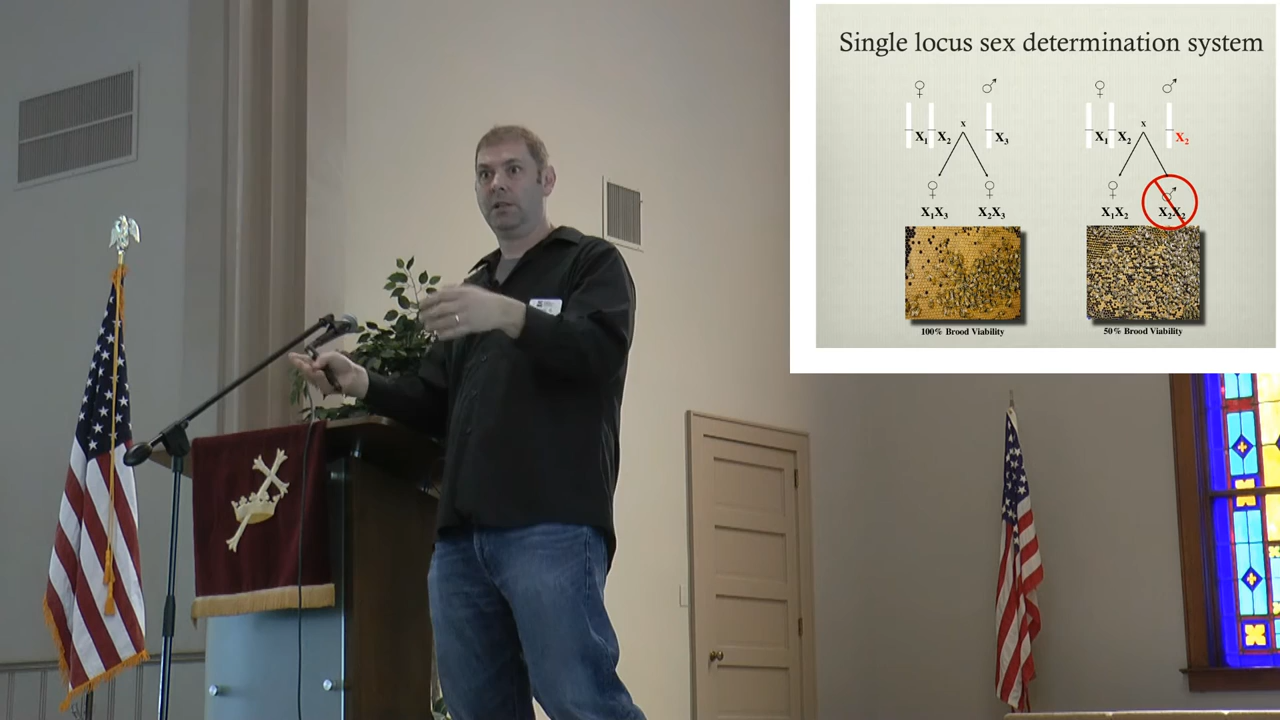 Single locus sex determination system
♀ ♂ ♀ ♂
X₁ X₂ x X₃ X₁ X₂ x X₂
♀ ♀ ♀ ♂
X₁X₃ X₂X₃ X₁X₂ X₂X₂
100% Brood Viability 50% Brood Viability